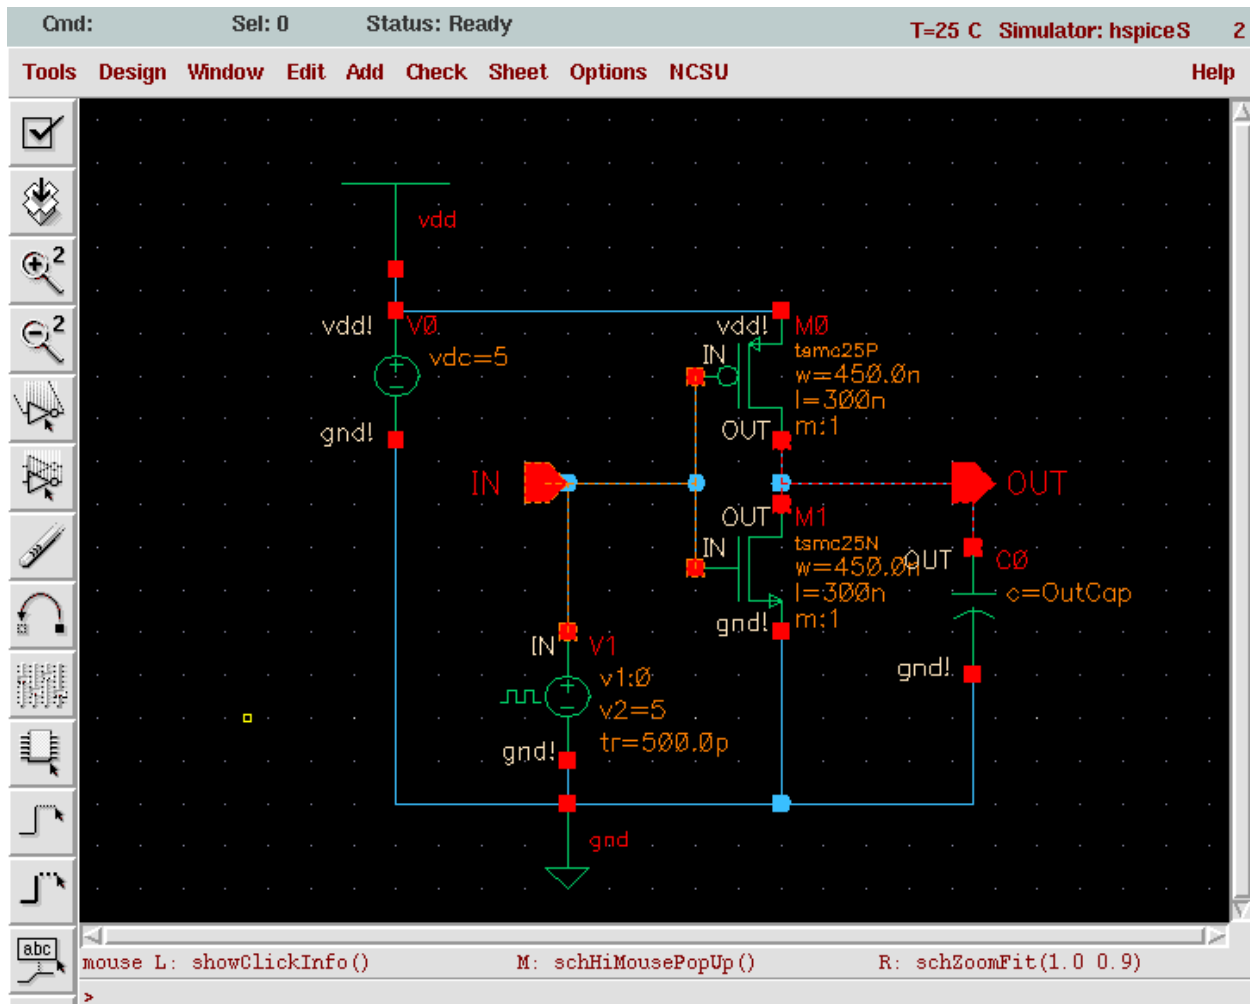 Cmd: Sel: 0 Status: Ready T=25 C Simulator: hspiceS 2
Tools Design Window Edit Add Check Sheet Options NCSU Help
2
2
abc
vdd
vdd! V0
vdc=5
gnd!
vdd! M0
IN tsmc25P
w=450.0n
l=300n
OUT m:1
IN
OUT
OUT M1
IN tsmc25N
w=450.0n
l=300n
gnd! m:1
OUT C0
c=OutCap
gnd!
IN V1
v1:0
v2=5
tr=500.0p
gnd!
gnd
mouse L: showClickInfo() M: schHiMousePopUp() R: schZoomFit(1.0 0.9)
>